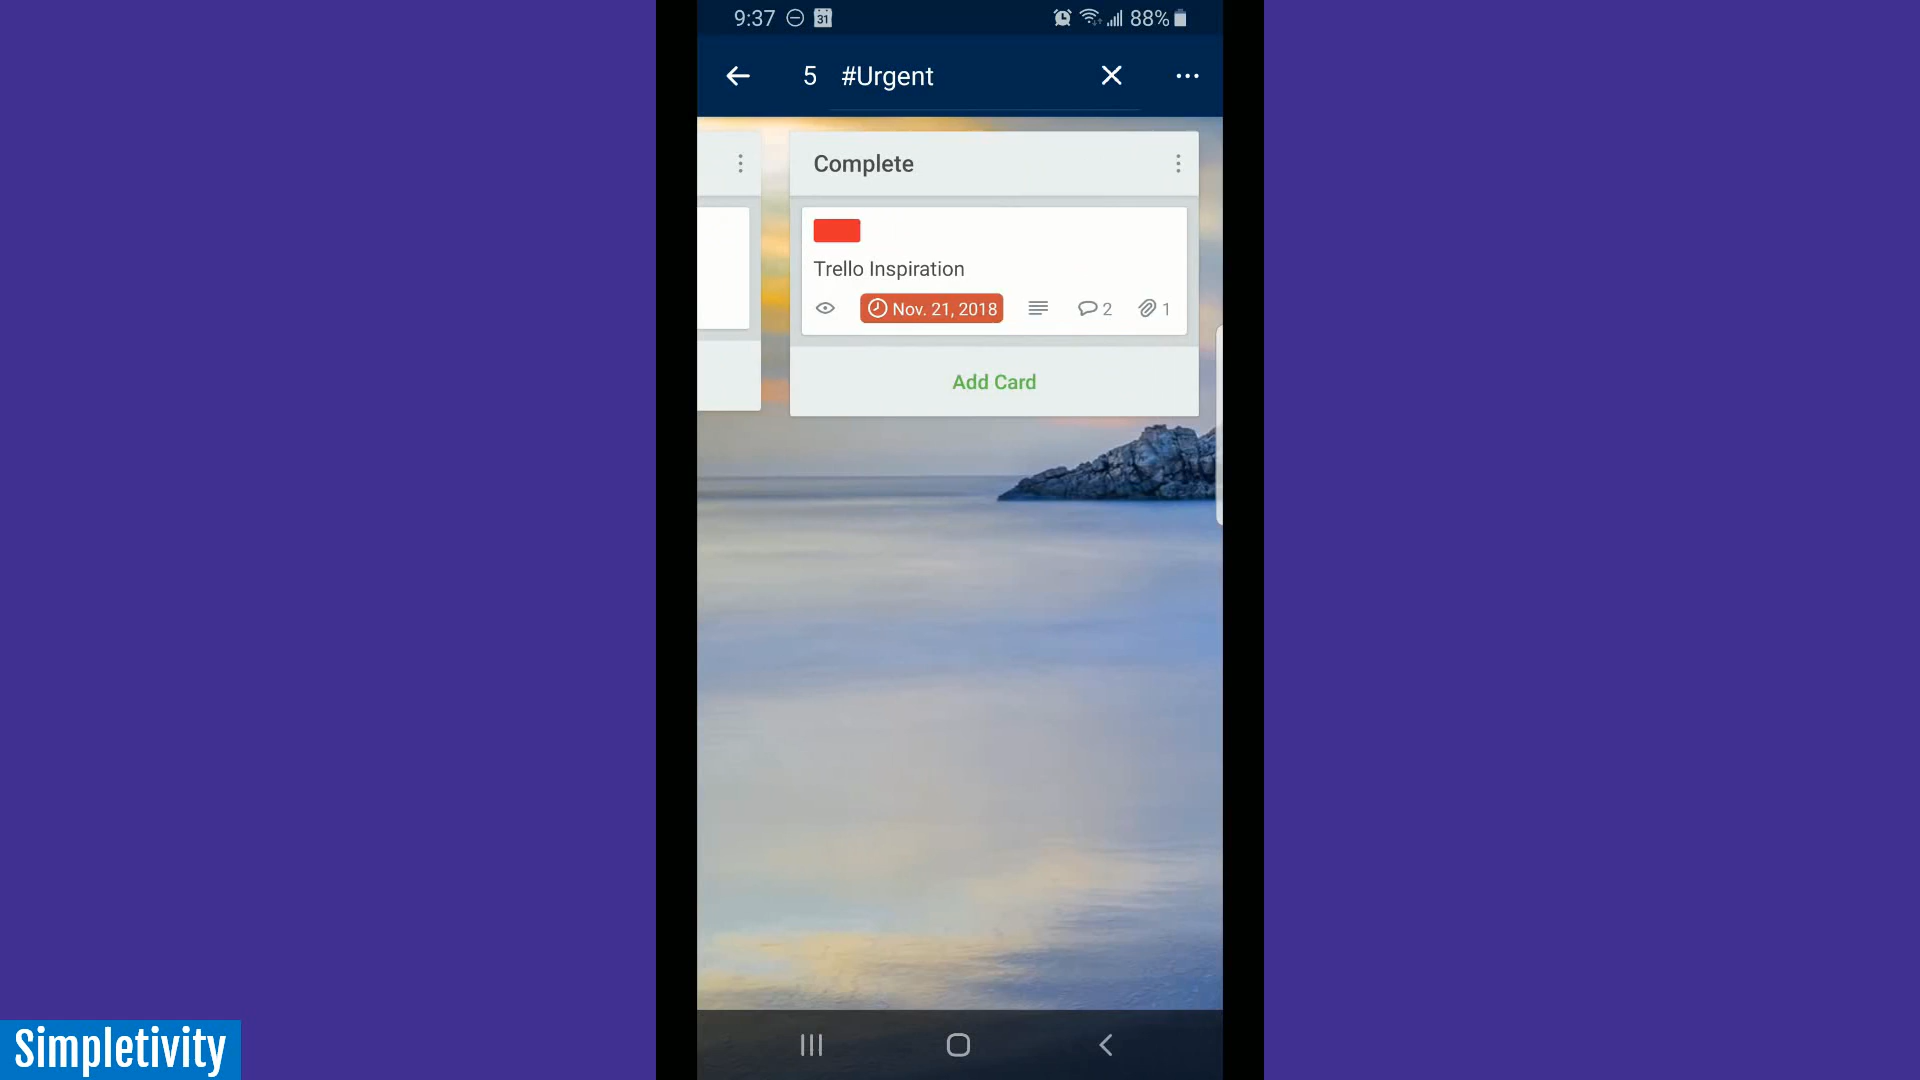 9:37 31 88%
5 #Urgent
Complete
Trello Inspiration
Nov. 21, 2018 2 1
Add Card
Simpletivity